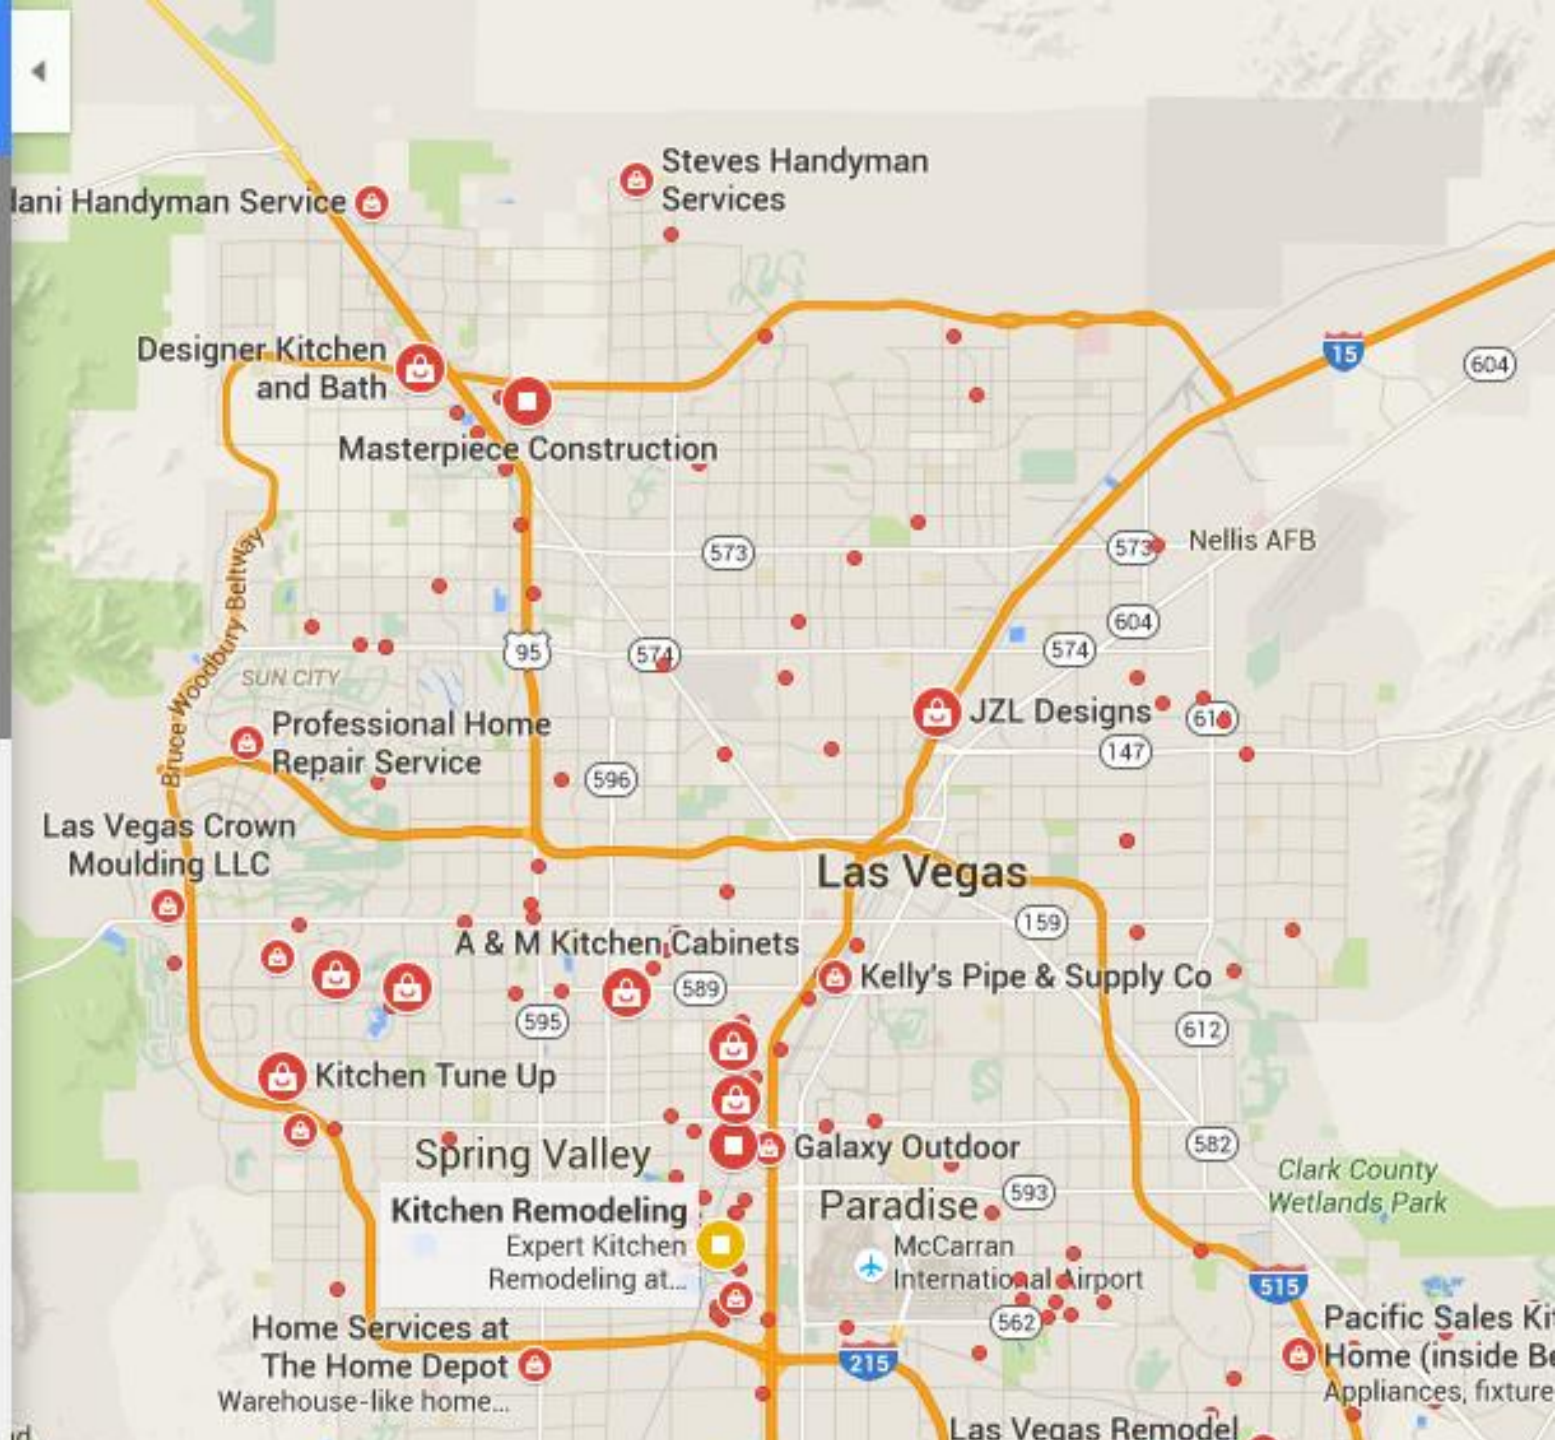 Steves Handyman
Services
lani Handyman Service
Designer Kitchen
and Bath
15
604
Masterpiece Construction
573
573
Nellis AFB
Bruce Woodbury Beltway
604
95
574
574
SUN CITY
JZL Designs
Professional Home
Repair Service
147
596
Las Vegas Crown
Moulding LLC
Las Vegas
159
A & M Kitchen Cabinets
Kelly's Pipe & Supply Co
589
595
612
Kitchen Tune Up
Spring Valley
Galaxy Outdoor
582
Clark County
Wetlands Park
593
Kitchen Remodeling
Expert Kitchen
Remodeling at...
Paradise
McCarran
International Airport
515
562
Home Services at
The Home Depot
Warehouse-like home...
215
Pacific Sales Kit
Home (inside Be
Appliances, fixture
Las Vegas Remodel